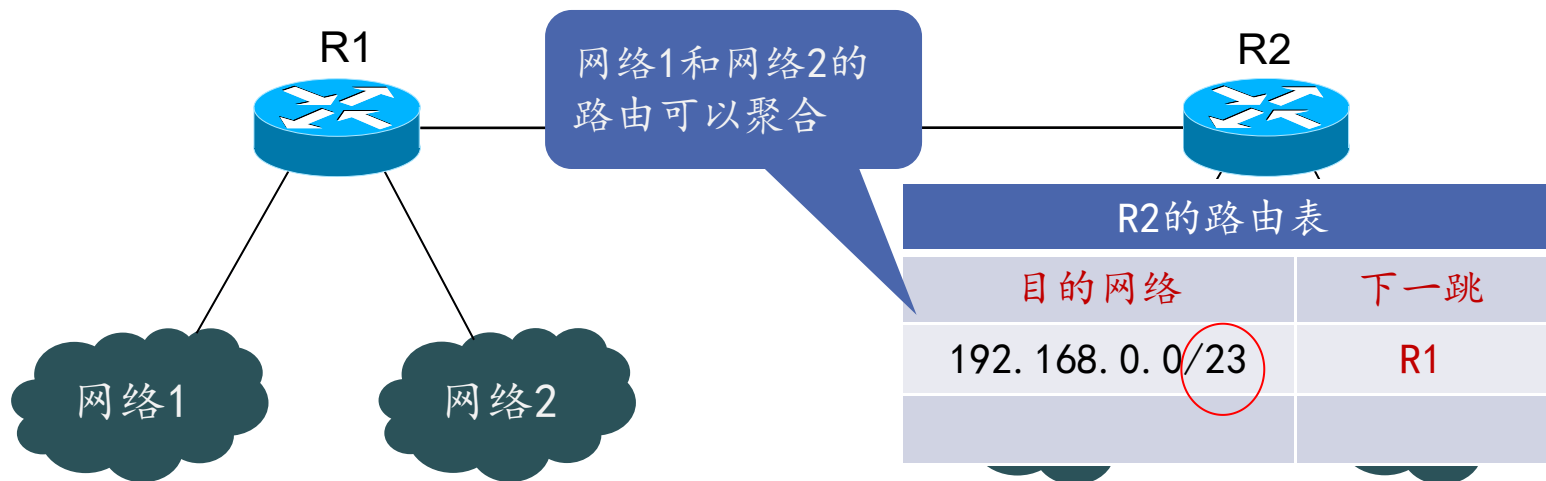 R1
网络1和网络2的
路由可以聚合
R2
R2的路由表
目的网络 下一跳
192.168.0.0/23 R1
网络1 网络2